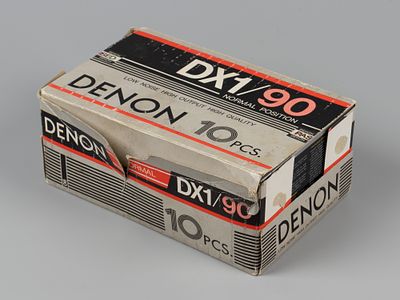 DX1/90
NORMAL POSITION
LOW NOISE HIGH OUTPUT HIGH QUALITY
DENON 10 PCS.
DENON
NORMAL
DX1/90
10 PCS.
DENON